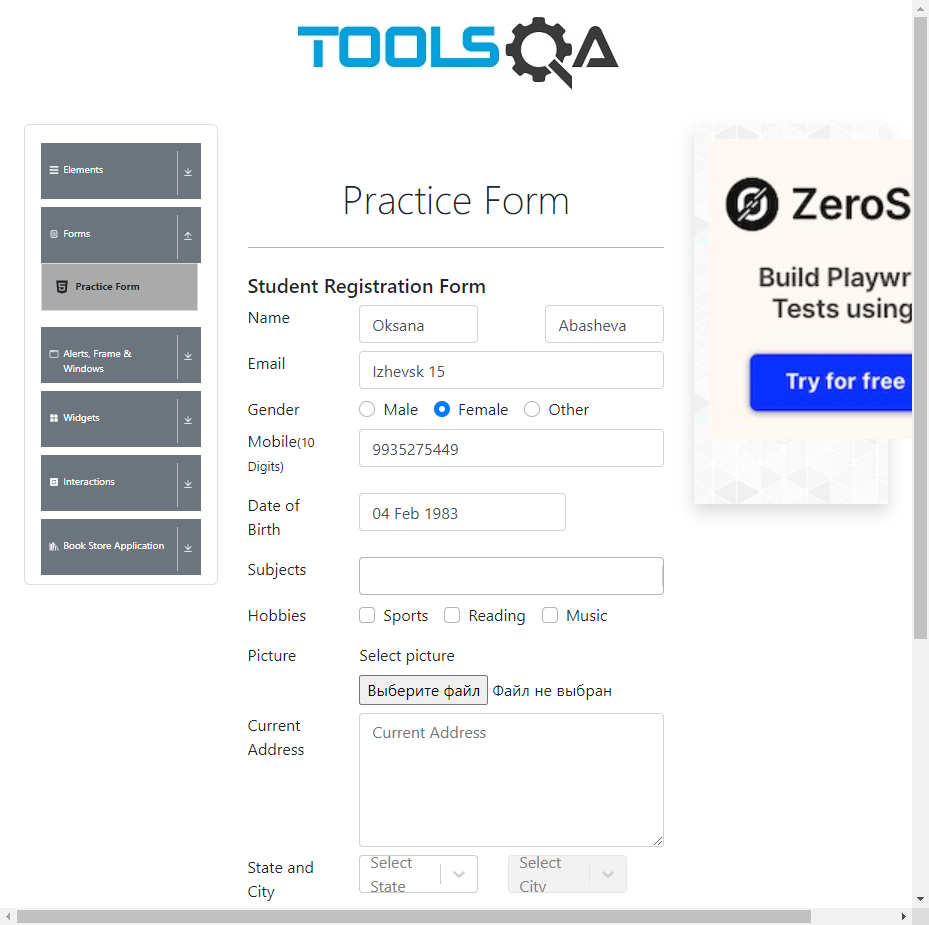 TOOLSQA
Elements
Forms
Practice Form
Alerts, Frame &
Windows
Widgets
Interactions
Book Store Application
Practice Form
Student Registration Form
Name Oksana Abasheva
Email Izhevsk 15
Gender Male Female Other
Mobile(10
Digits) 9935275449
Date of
Birth 04 Feb 1983
Subjects
Hobbies Sports Reading Music
Picture Select picture
Выберите файл Файл не выбран
Current
Address Current Address
State and
City Select
State Select
City
ZeroS
Build Playwr
Tests using
Try for free